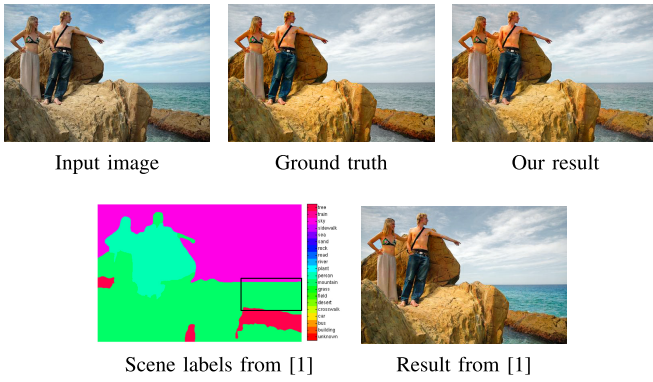 Input image
Ground truth
Our result
tree
train
sky
sidewalk
sea
sand
rock
road
river
plant
person
mountain
grass
field
desert
crosswalk
car
bus
building
unknown
Scene labels from [1]
Result from [1]